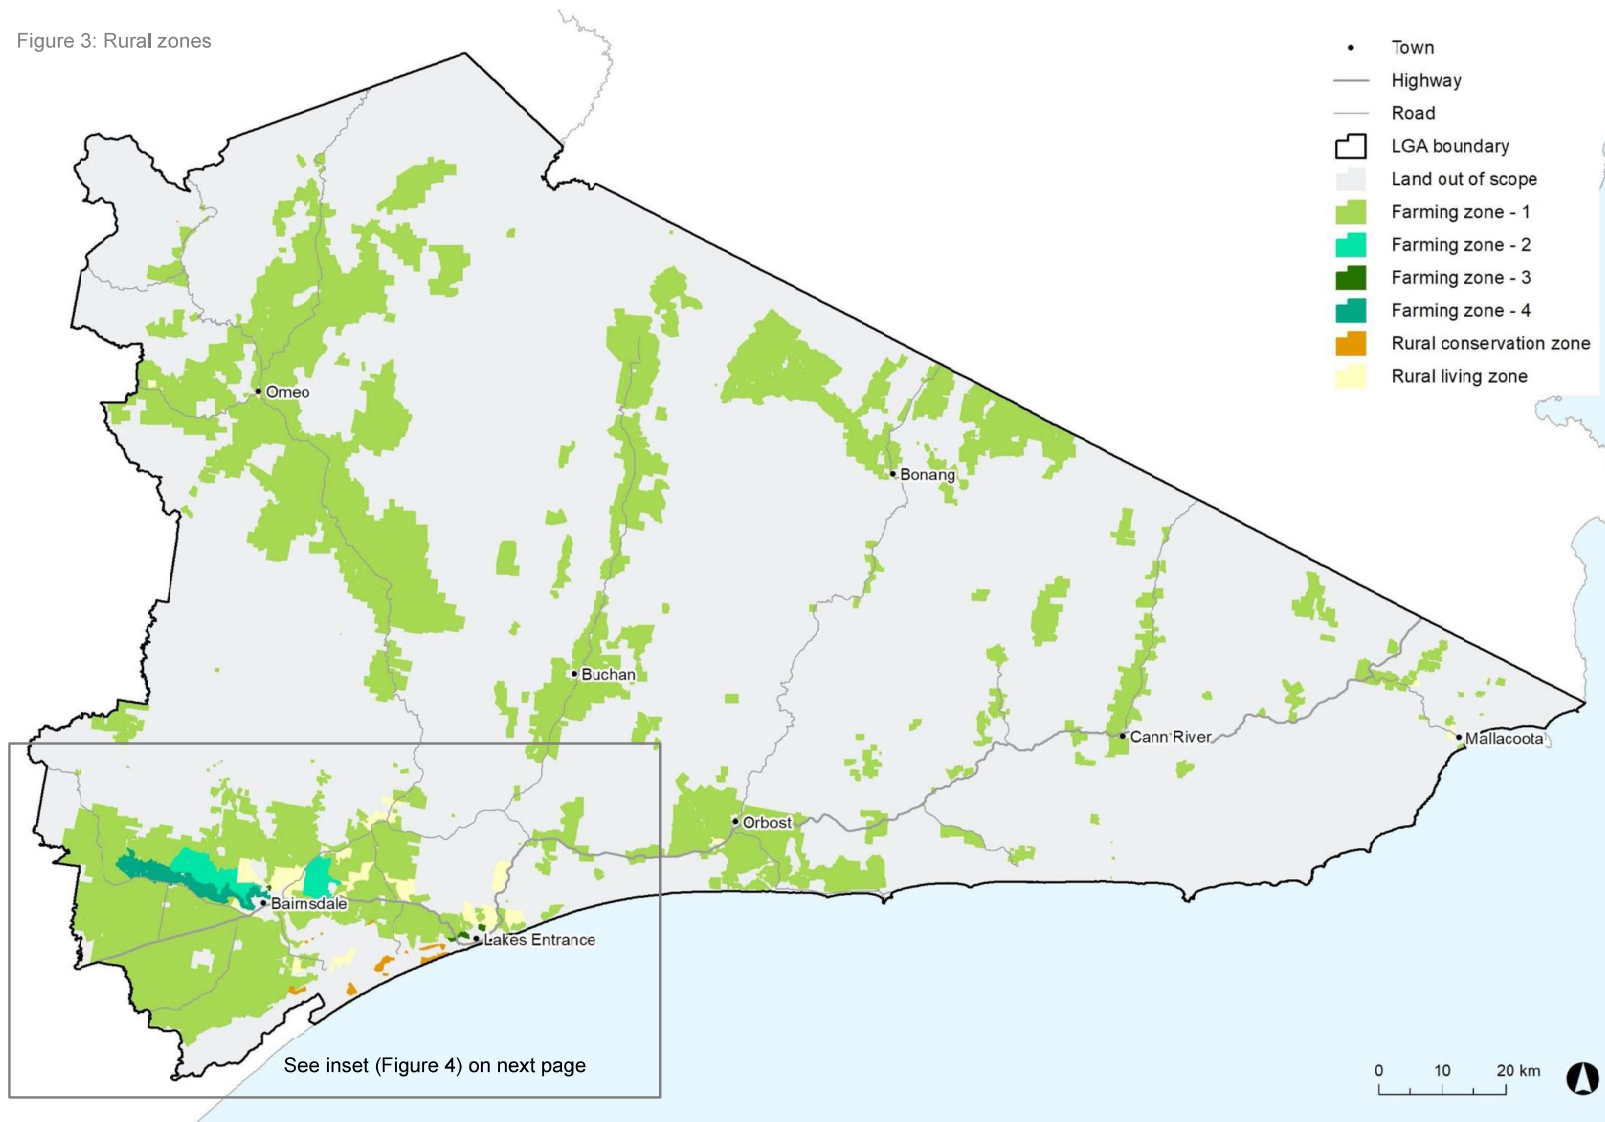 Figure 3: Rural zones
Town
Highway
Road
LGA boundary
Land out of scope
Farming zone - 1
Farming zone - 2
Farming zone - 3
Farming zone - 4
Rural conservation zone
Rural living zone
Omeo
Bonang
Buchan
Cann River
Mallacoota
Orbost
Bairnsdale
Lakes Entrance
See inset (Figure 4) on next page
0 10 20 km